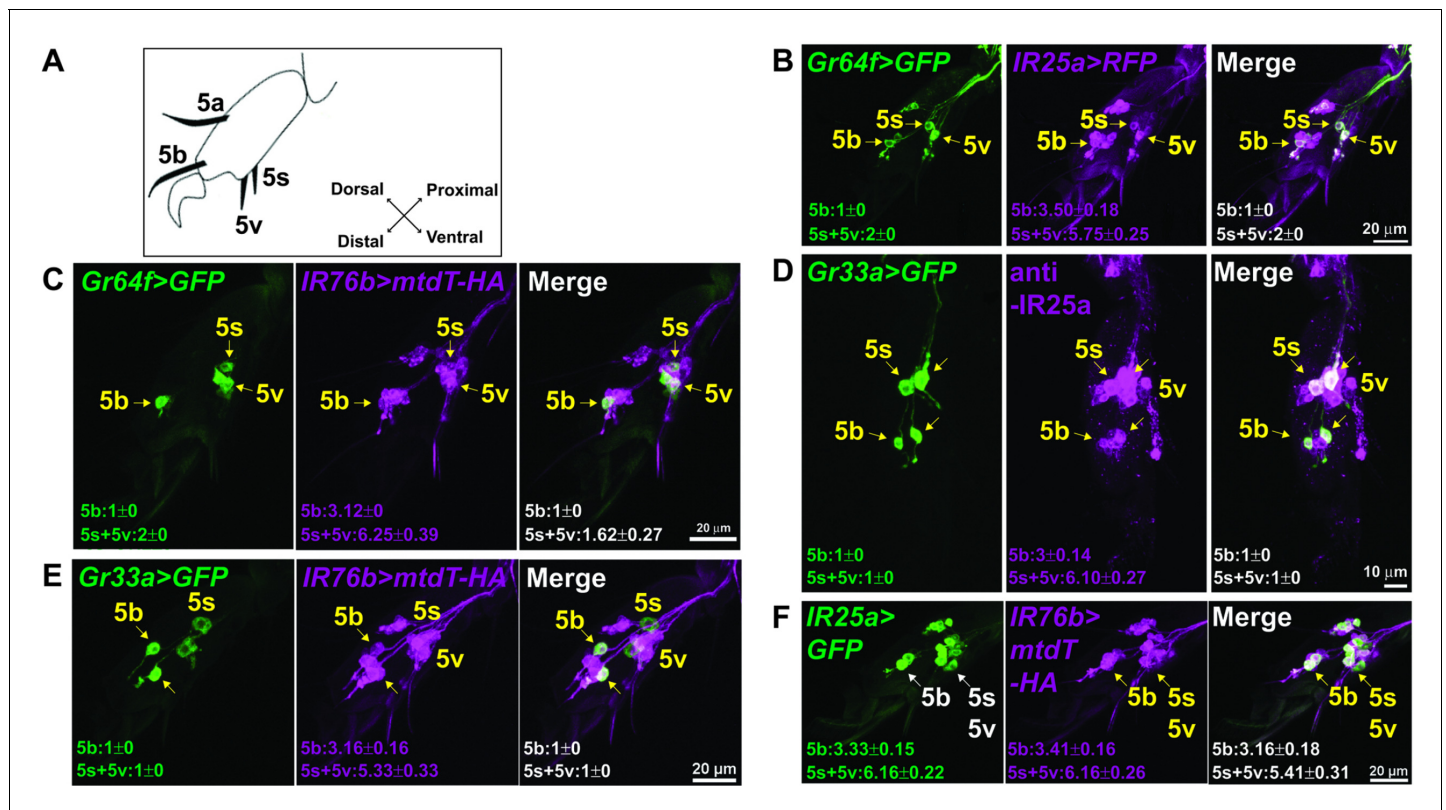 A
5a
5b
5s
5v
Dorsal
Proximal
Distal
Ventral
B
Gr64f>GFP
IR25a>RFP
Merge
5s
5b
5v
5s
5b
5v
5s
5b
5v
5b:1±0
5s+5v:2±0
5b:3.50±0.18
5s+5v:5.75±0.25
5b:1±0
5s+5v:2±0
20 µm
C
Gr64f>GFP
IR76b>mtdT-HA
Merge
5s
5b
5v
5s
5b
5v
5s
5b
5v
5b:1±0
5s+5v:2±0
5b:3.12±0
5s+5v:6.25±0.39
5b:1±0
5s+5v:1.62±0.27
20 µm
D
Gr33a>GFP
anti
-IR25a
Merge
5s
5b
5s
5v
5b
5s
5v
5b
5b:1±0
5s+5v:1±0
5b:3±0.14
5s+5v:6.10±0.27
5b:1±0
5s+5v:1±0
10 µm
E
Gr33a>GFP
IR76b>mtdT-HA
Merge
5b
5s
5b
5s
5v
5b
5s
5v
5b:1±0
5s+5v:1±0
5b:3.16±0.16
5s+5v:5.33±0.33
5b:1±0
5s+5v:1±0
20 µm
F
IR25a>
GFP
IR76b>
mtdT
-HA
Merge
5b
5s
5v
5b
5s
5v
5b
5s
5v
5b:3.33±0.15
5s+5v:6.16±0.22
5b:3.41±0.16
5s+5v:6.16±0.26
5b:3.16±0.18
5s+5v:5.41±0.31
20 µm